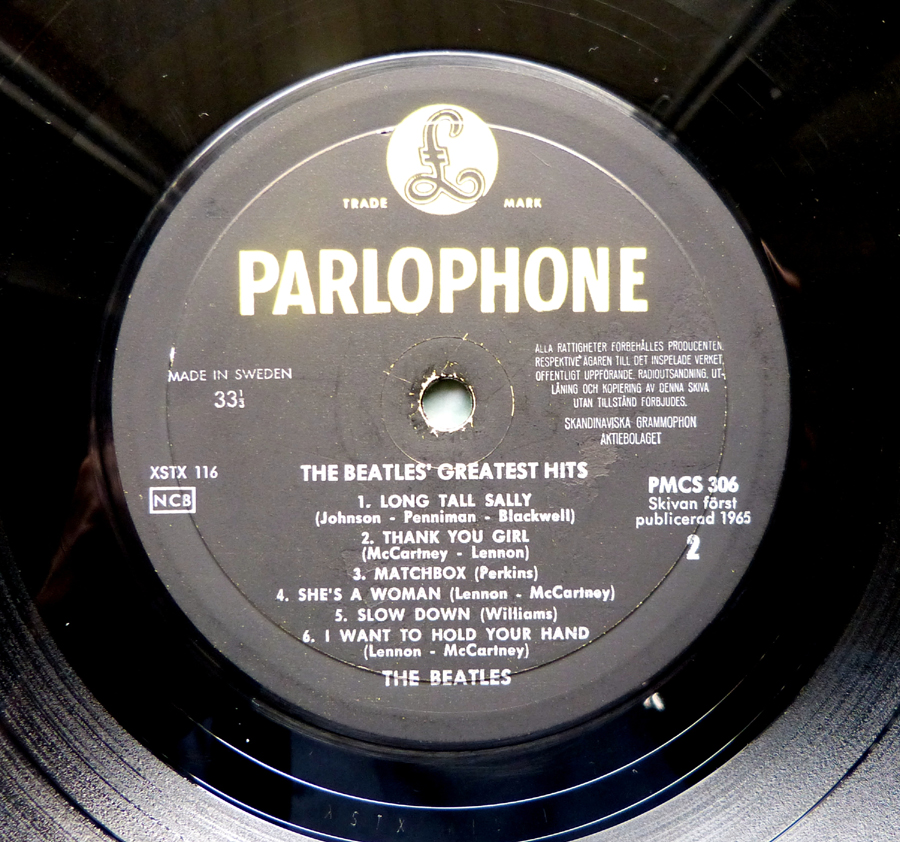 £
TRADE MARK
PARLOPHONE
ALLA RÄTTIGHETER FÖRBEHÅLLES PRODUCENTEN,
RESPEKTIVE ÄGAREN TILL DET INSPELADE VERKET,
OFFENTLIGT UPPFÖRANDE, RADIOUTSANDNING, UT-
LÅNING OCH KOPIERING AV DENNA SKIVA
UTAN TILLSTÅND FÖRBJUDES.
SKANDINAVISKA GRAMMOPHON
AKTIEBOLAGET
MADE IN SWEDEN
33⅓
XSTX 116
NCB
THE BEATLES' GREATEST HITS
1. LONG TALL SALLY
(Johnson - Penniman - Blackwell)
2. THANK YOU GIRL
(McCartney - Lennon)
3. MATCHBOX (Perkins)
4. SHE'S A WOMAN (Lennon - McCartney)
5. SLOW DOWN (Williams)
6. I WANT TO HOLD YOUR HAND
(Lennon - McCartney)
THE BEATLES
PMCS 306
Skivan först
publicerad 1965
2
XSTX